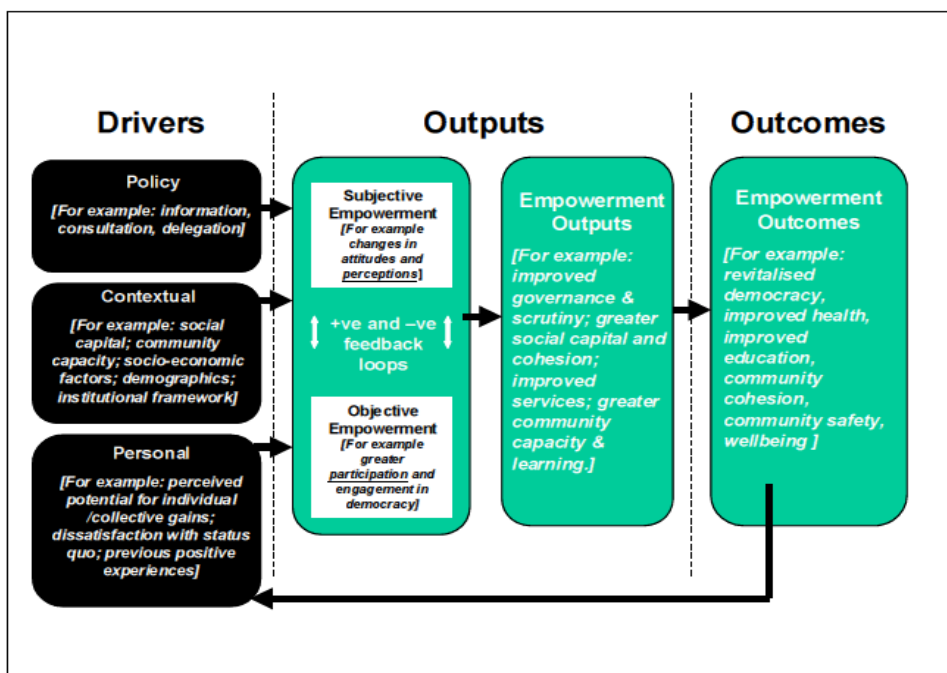 Drivers
Outputs
Outcomes
Policy
[For example: information,
consultation, delegation]
Contextual
[For example: social
capital; community
capacity; socio-economic
factors; demographics;
institutional framework]
Personal
[For example: perceived
potential for individual
/collective gains;
dissatisfaction with status
quo; previous positive
experiences]
Subjective
Empowerment
[For example
changes in
attitudes and
perceptions]
+ve and –ve
feedback
loops
Objective
Empowerment
[For example
greater
participation and
engagement in
democracy]
Empowerment
Outputs
[For example:
improved
governance &
scrutiny; greater
social capital and
cohesion;
improved
services; greater
community
capacity &
learning.]
Empowerment
Outcomes
[For example:
revitalised
democracy,
improved health,
improved
education,
community
cohesion,
community safety,
wellbeing ]